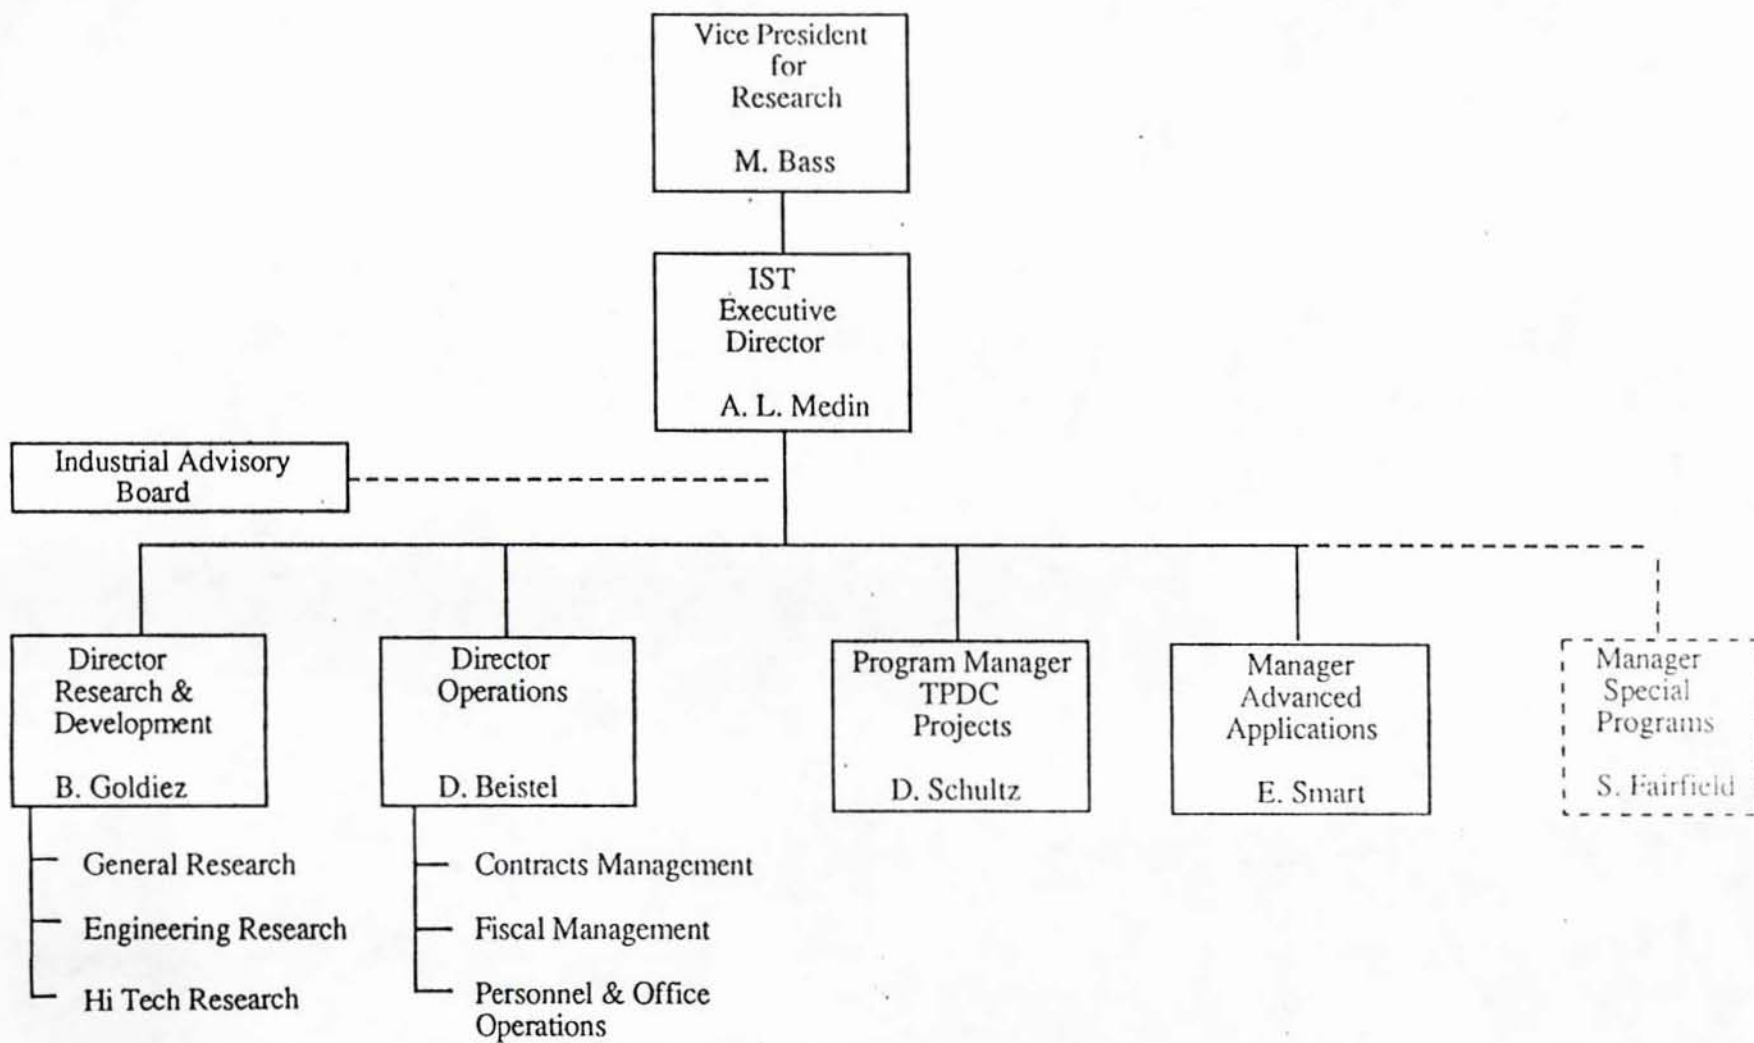 Vice President
for
Research
M. Bass
IST
Executive
Director
A. L. Medin
Industrial Advisory
Board
Director
Research &
Development
B. Goldiez
General Research
Engineering Research
Hi Tech Research
Director
Operations
D. Beistel
Contracts Management
Fiscal Management
Personnel & Office
Operations
Program Manager
TPDC
Projects
D. Schultz
Manager
Advanced
Applications
E. Smart
Manager
Special
Programs
S. Fairfield